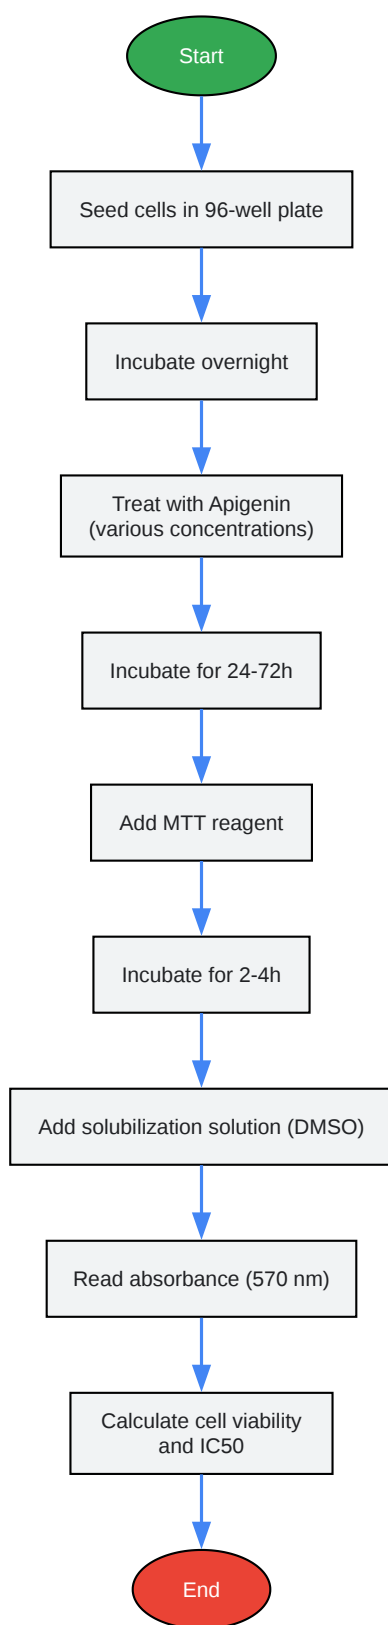 Start
Seed cells in 96-well plate
Incubate overnight
Treat with Apigenin
(various concentrations)
Incubate for 24-72h
Add MTT reagent
Incubate for 2-4h
Add solubilization solution (DMSO)
Read absorbance (570 nm)
Calculate cell viability
and IC50
End